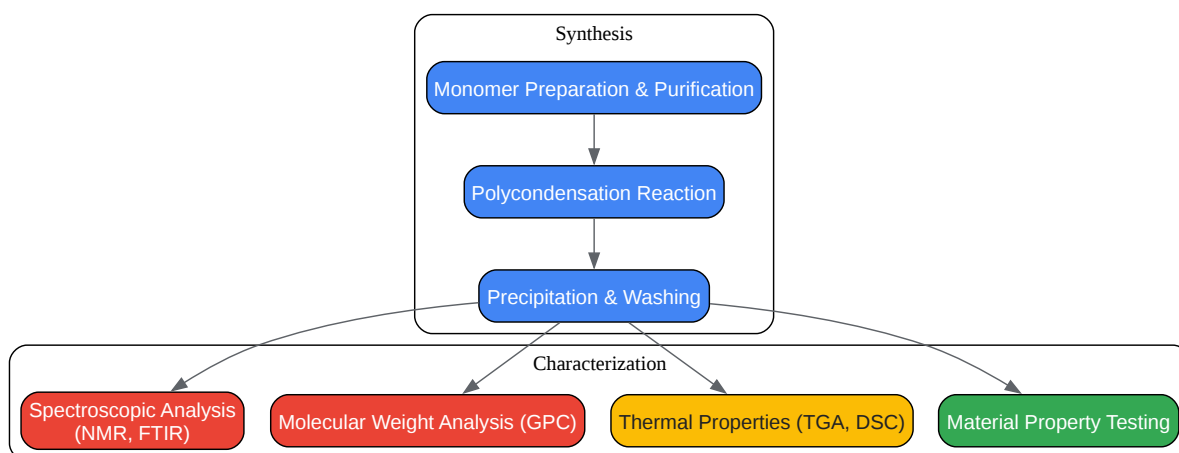 Synthesis
Monomer Preparation & Purification
Polycondensation Reaction
Precipitation & Washing
Characterization
Spectroscopic Analysis
(NMR, FTIR)
Molecular Weight Analysis (GPC)
Thermal Properties (TGA, DSC)
Material Property Testing